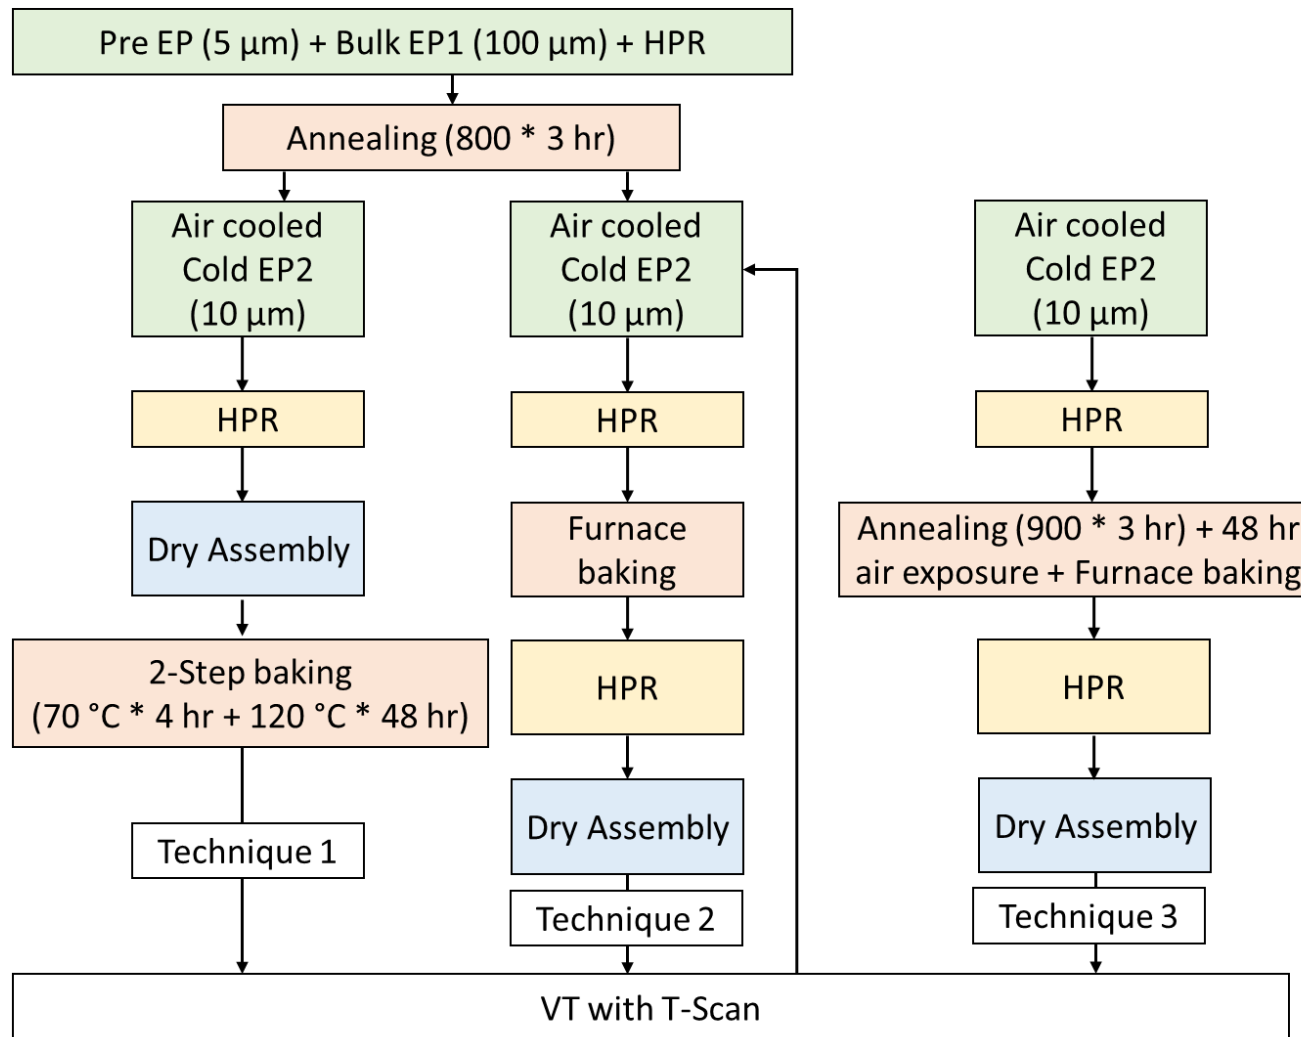 Pre EP (5 µm) + Bulk EP1 (100 µm) + HPR
Annealing (800 * 3 hr)
Air cooled
Cold EP2
(10 µm)
HPR
Dry Assembly
2-Step baking
(70 °C * 4 hr + 120 °C * 48 hr)
Technique 1
Air cooled
Cold EP2
(10 µm)
HPR
Furnace
baking
HPR
Dry Assembly
Technique 2
Air cooled
Cold EP2
(10 µm)
HPR
Annealing (900 * 3 hr) + 48 hr
air exposure + Furnace baking
HPR
Dry Assembly
Technique 3
VT with T-Scan